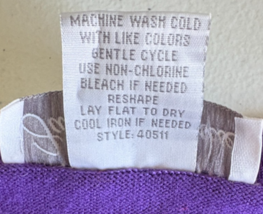 MACHINE WASH COLD
WITH LIKE COLORS
GENTLE CYCLE
USE NON-CHLORINE
BLEACH IF NEEDED
RESHAPE
LAY FLAT TO DRY
COOL IRON IF NEEDED
STYLE: 40511